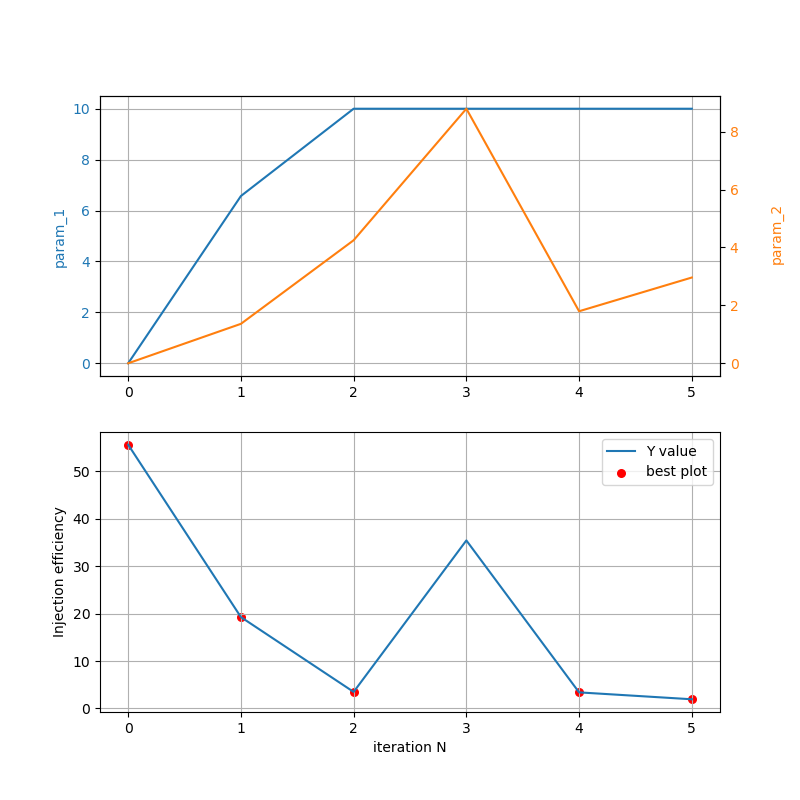 10
8
6
4
2
0
param_1
8
6
4
2
0
param_2
0 1 2 3 4 5
Y value
best plot
50
40
30
20
10
0
Injection efficiency
0 1 2 3 4 5
iteration N